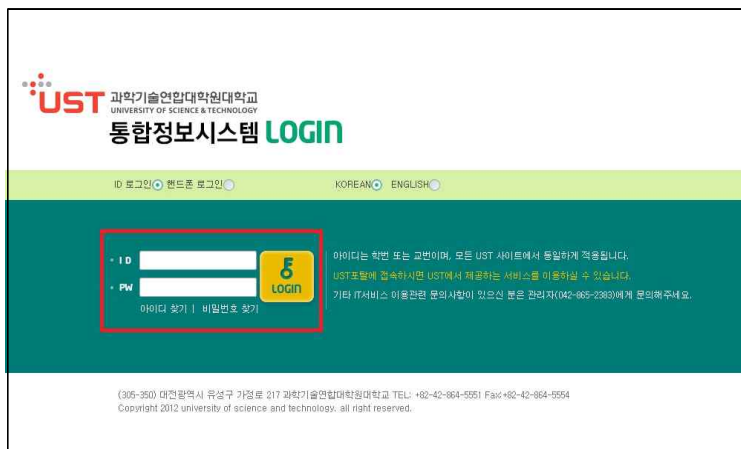 UST 과학기술연합대학원대학교
UNIVERSITY OF SCIENCE & TECHNOLOGY
통합정보시스템 LOGIN
ID 로그인 핸드폰 로그인 KOREAN ENGLISH
ID
PW
LOGIN
아이디 찾기 | 비밀번호 찾기
아이디는 학번 또는 교번이며, 모든 UST 사이트에서 동일하게 적용됩니다.
UST포탈에 접속하시면 UST에서 제공하는 서비스를 이용하실 수 있습니다.
기타 IT서비스 이용관련 문의사항이 있으신 분은 관리자(042-865-2383)에게 문의해주세요.
(305-350) 대전광역시 유성구 가정로 217 과학기술연합대학원대학교 TEL: +82-42-864-5551 Fax:+82-42-864-5554
Copyright 2012 university of science and technology. all right reserved.